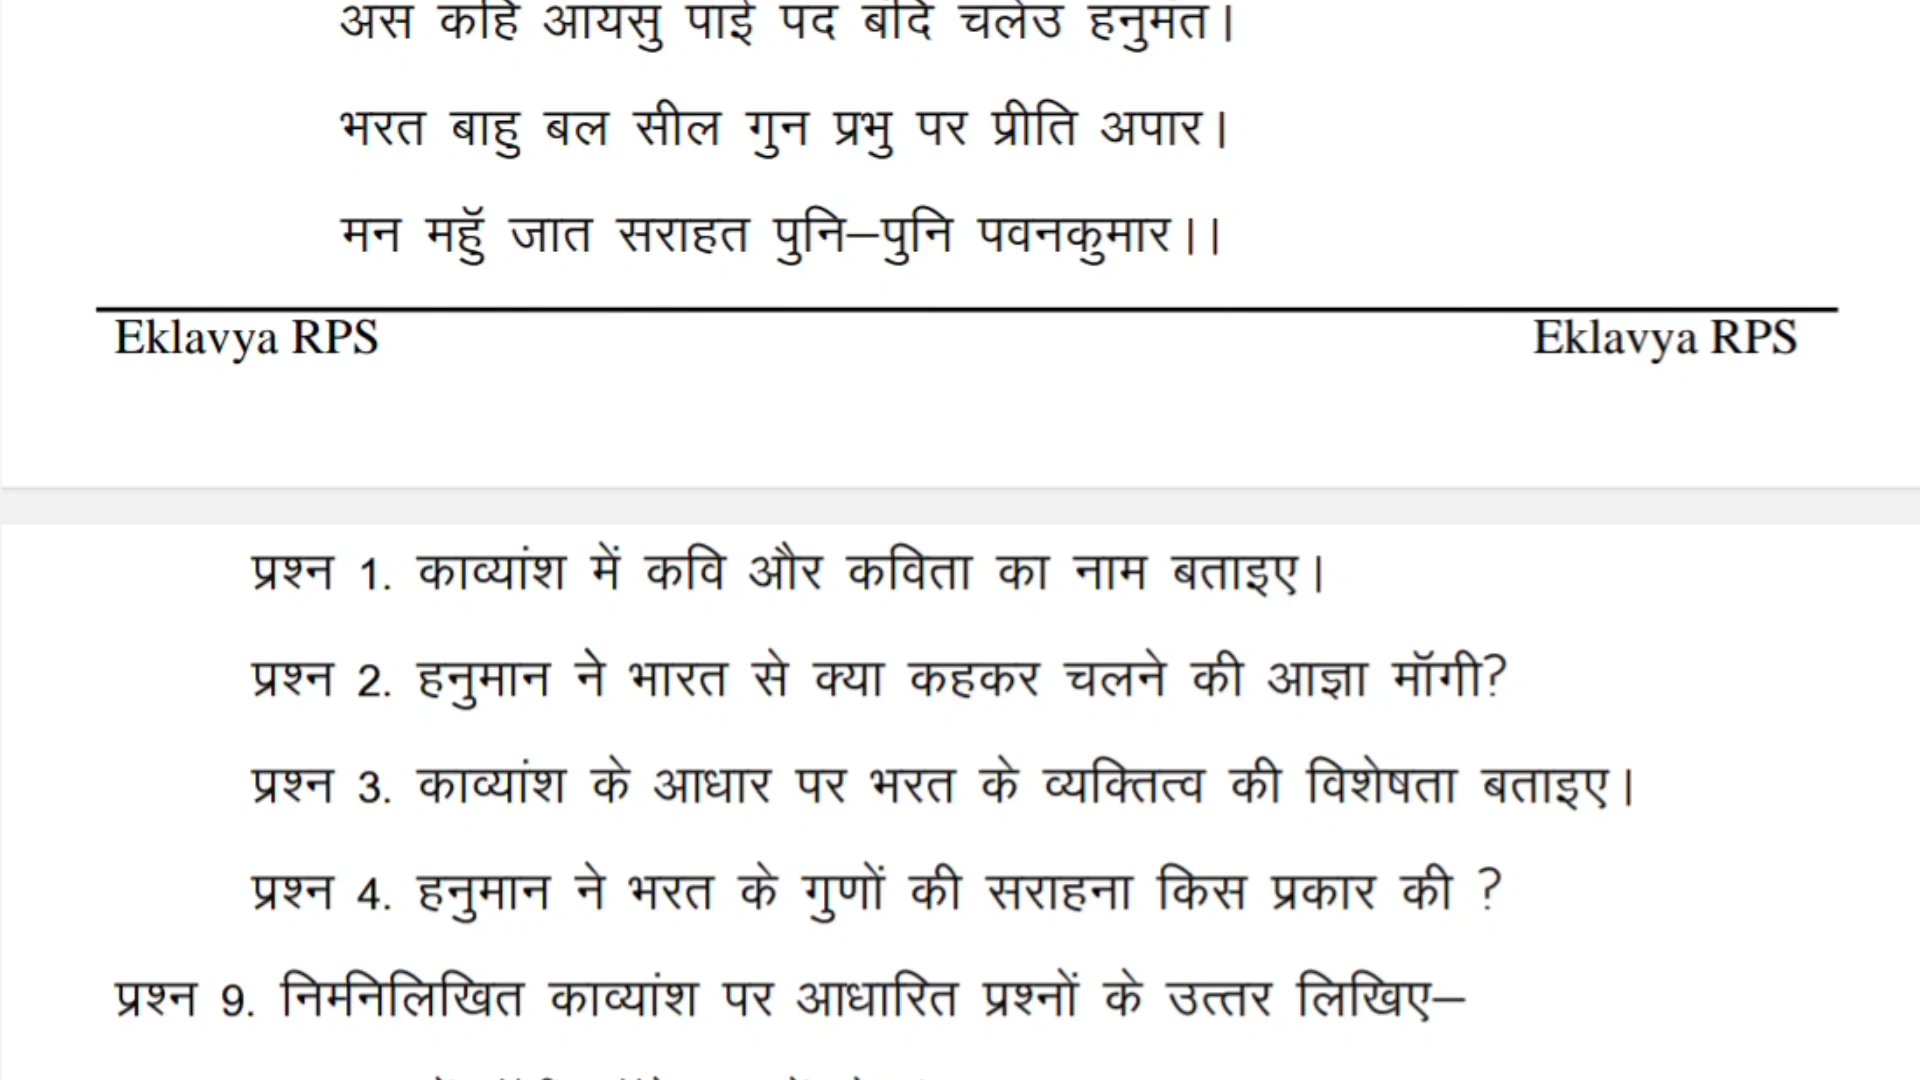 अस कहि आयसु पाई पद बंदि चलेउ हनुमंत।
भरत बाहु बल सील गुन प्रभु पर प्रीति अपार।
मन महुॅ जात सराहत पुनि–पुनि पवनकुमार।।
Eklavya RPS Eklavya RPS
प्रश्न 1. काव्यांश में कवि और कविता का नाम बताइए।
प्रश्न 2. हनुमान ने भारत से क्या कहकर चलने की आज्ञा मॉगी?
प्रश्न 3. काव्यांश के आधार पर भरत के व्यक्तित्व की विशेषता बताइए।
प्रश्न 4. हनुमान ने भरत के गुणों की सराहना किस प्रकार की ?
प्रश्न 9. निम्नलिखित काव्यांश पर आधारित प्रश्नों के उत्तर लिखिए–